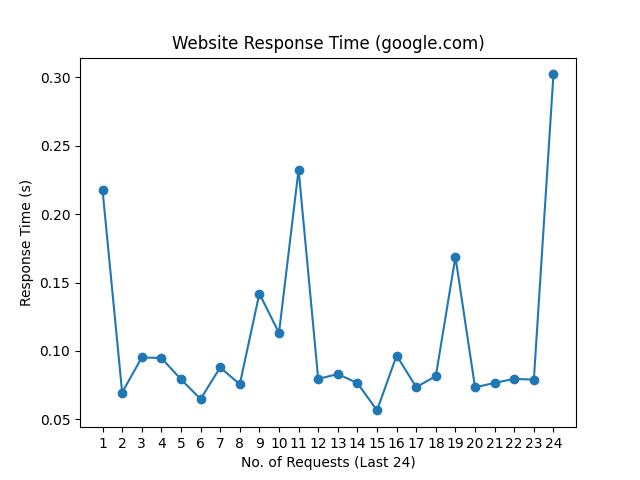 Website Response Time (google.com)
0.30
0.25
0.20
0.15
0.10
0.05
Response Time (s)
1 2 3 4 5 6 7 8 9 10 11 12 13 14 15 16 17 18 19 20 21 22 23 24
No. of Requests (Last 24)